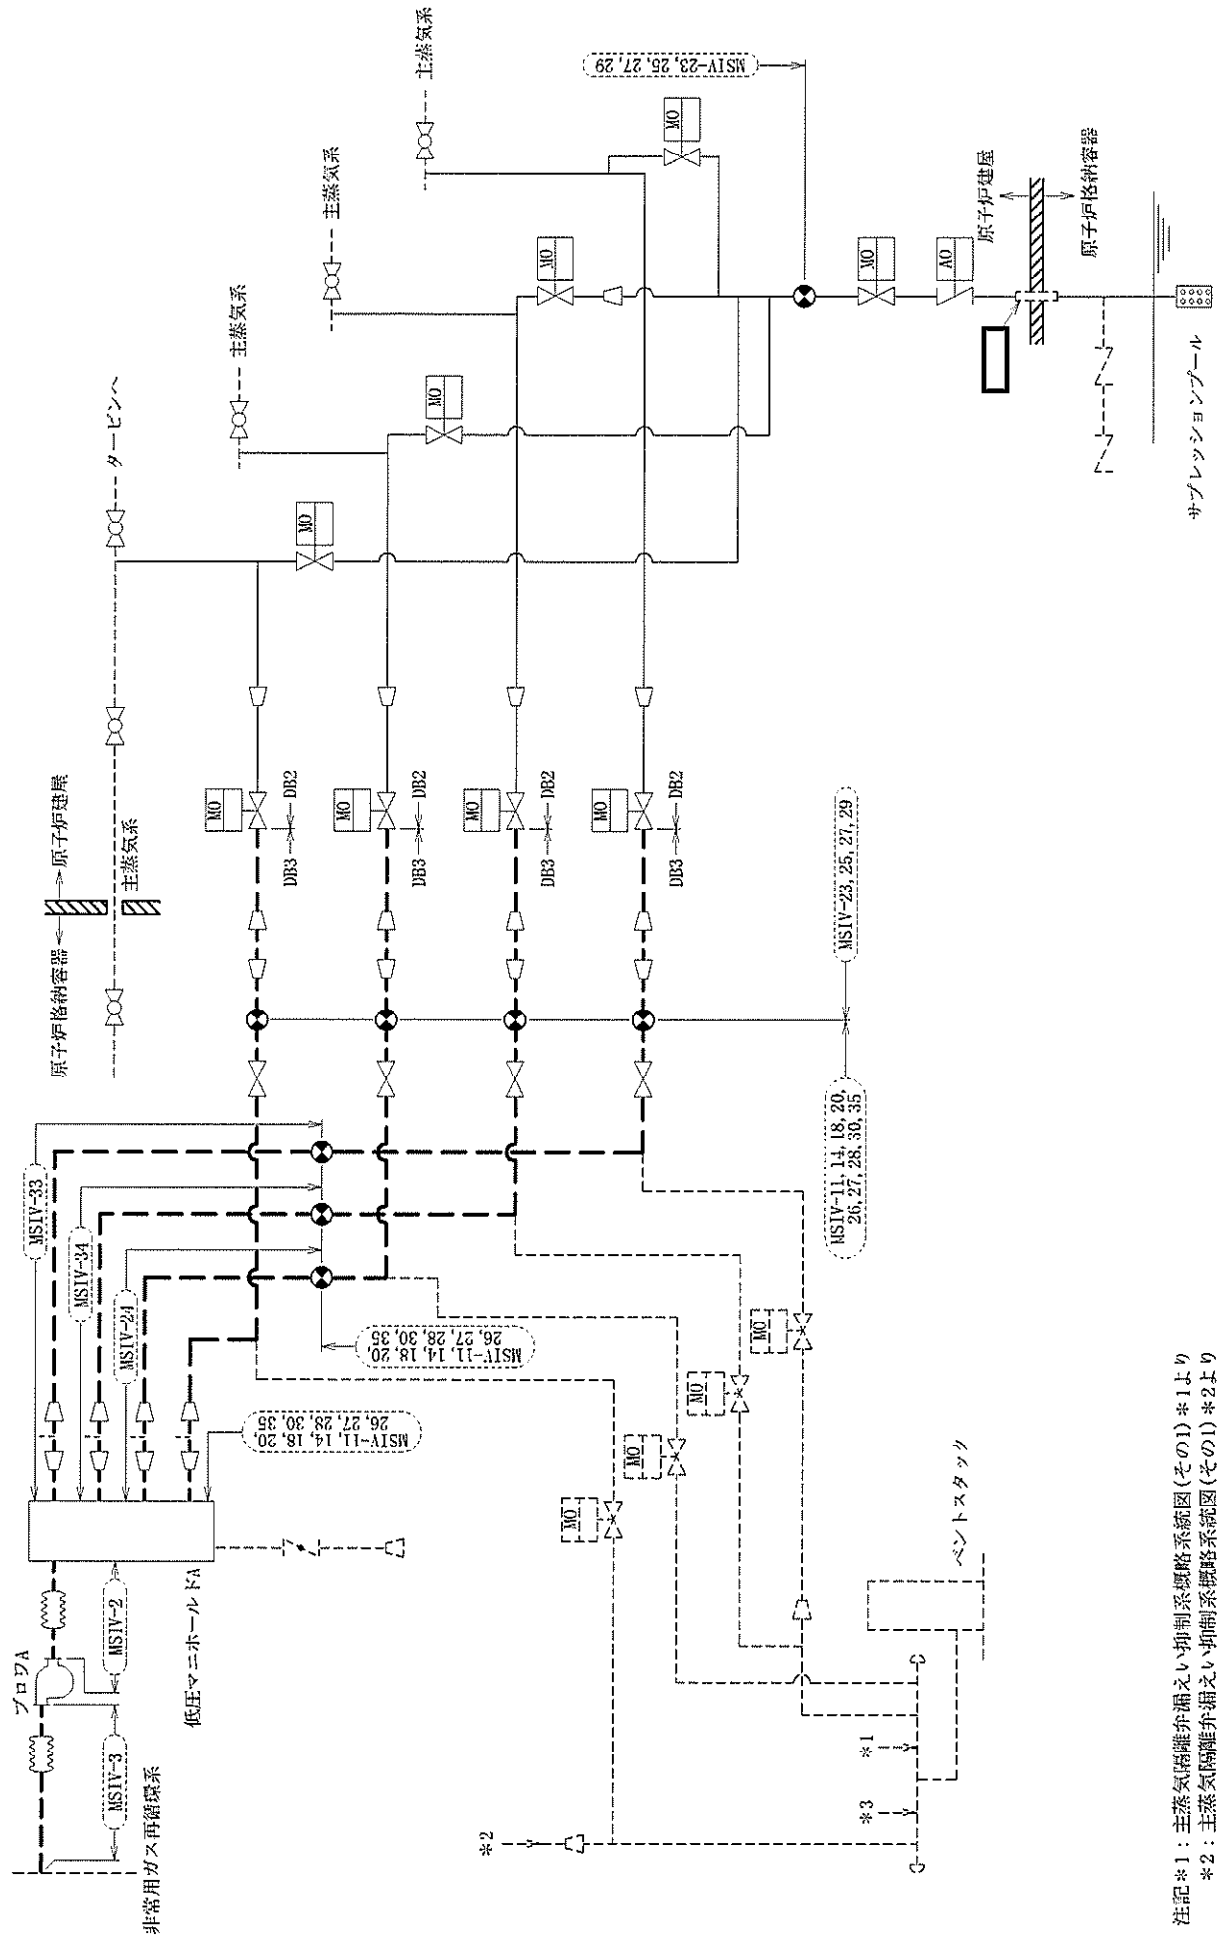 主蒸気系
主蒸気系
主蒸気系
タービンへ
MSIV-23, 25, 27, 29
MO
MO
MO
MO
MO
AO
原子炉建屋
原子炉格納容器
サプレッションプール
原子炉建屋
原子炉格納容器
主蒸気系
MO
DB2
DB3
MO
DB2
DB3
MO
DB2
DB3
MO
DB2
DB3
MSIV-23, 25, 27, 29
MSIV-11, 14, 18, 20,
26, 27, 28, 30, 35
MSIV-33
MSIV-34
MSIV-24
MSIV-11, 14, 18, 20,
26, 27, 28, 30, 35
MSIV-11, 14, 18, 20,
26, 27, 28, 30, 35
MO
MO
MO
MO
ブロワA
MSIV-2
MSIV-3
低圧マニホールドA
非常用ガス再循環系
ベントスタック
*1
*3
*2
注記*1:主蒸気隔離弁漏えい抑制系概略系統図(その1)*1より
*2:主蒸気隔離弁漏えい抑制系概略系統図(その1)*2より